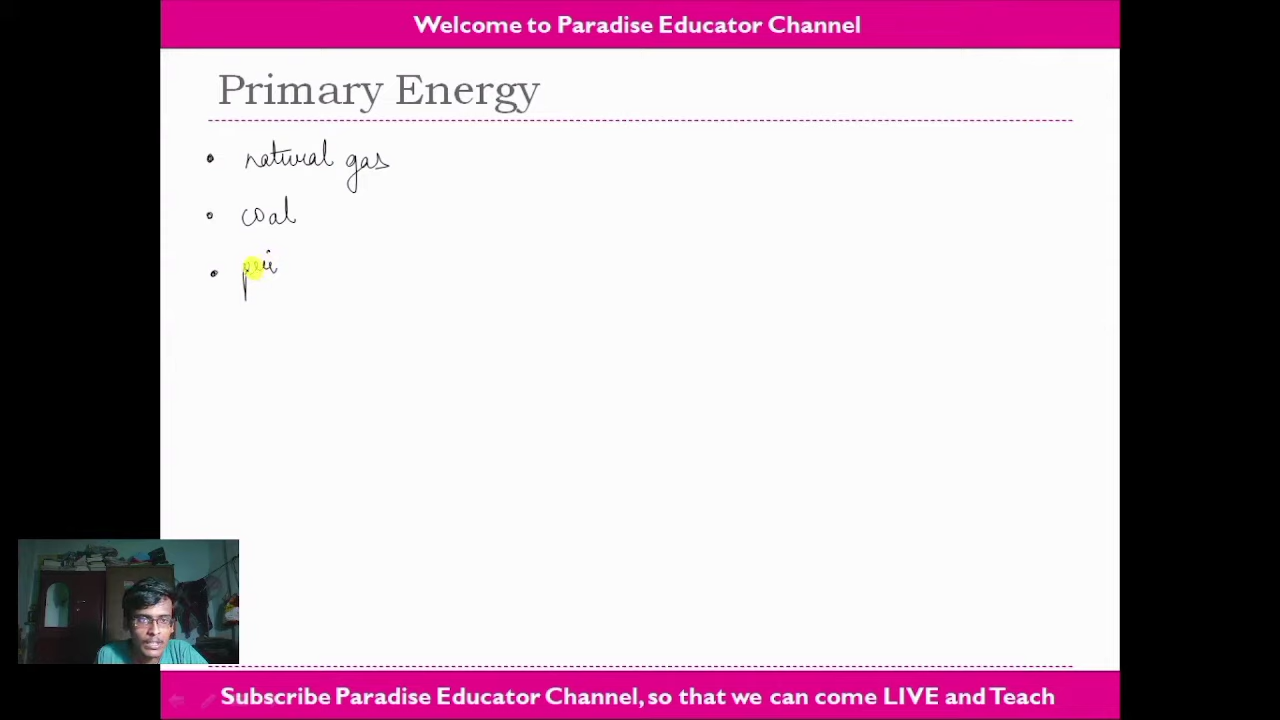 Welcome to Paradise Educator Channel
Primary Energy
• natural gas
• coal
•
Subscribe Paradise Educator Channel, so that we can come LIVE and Teach